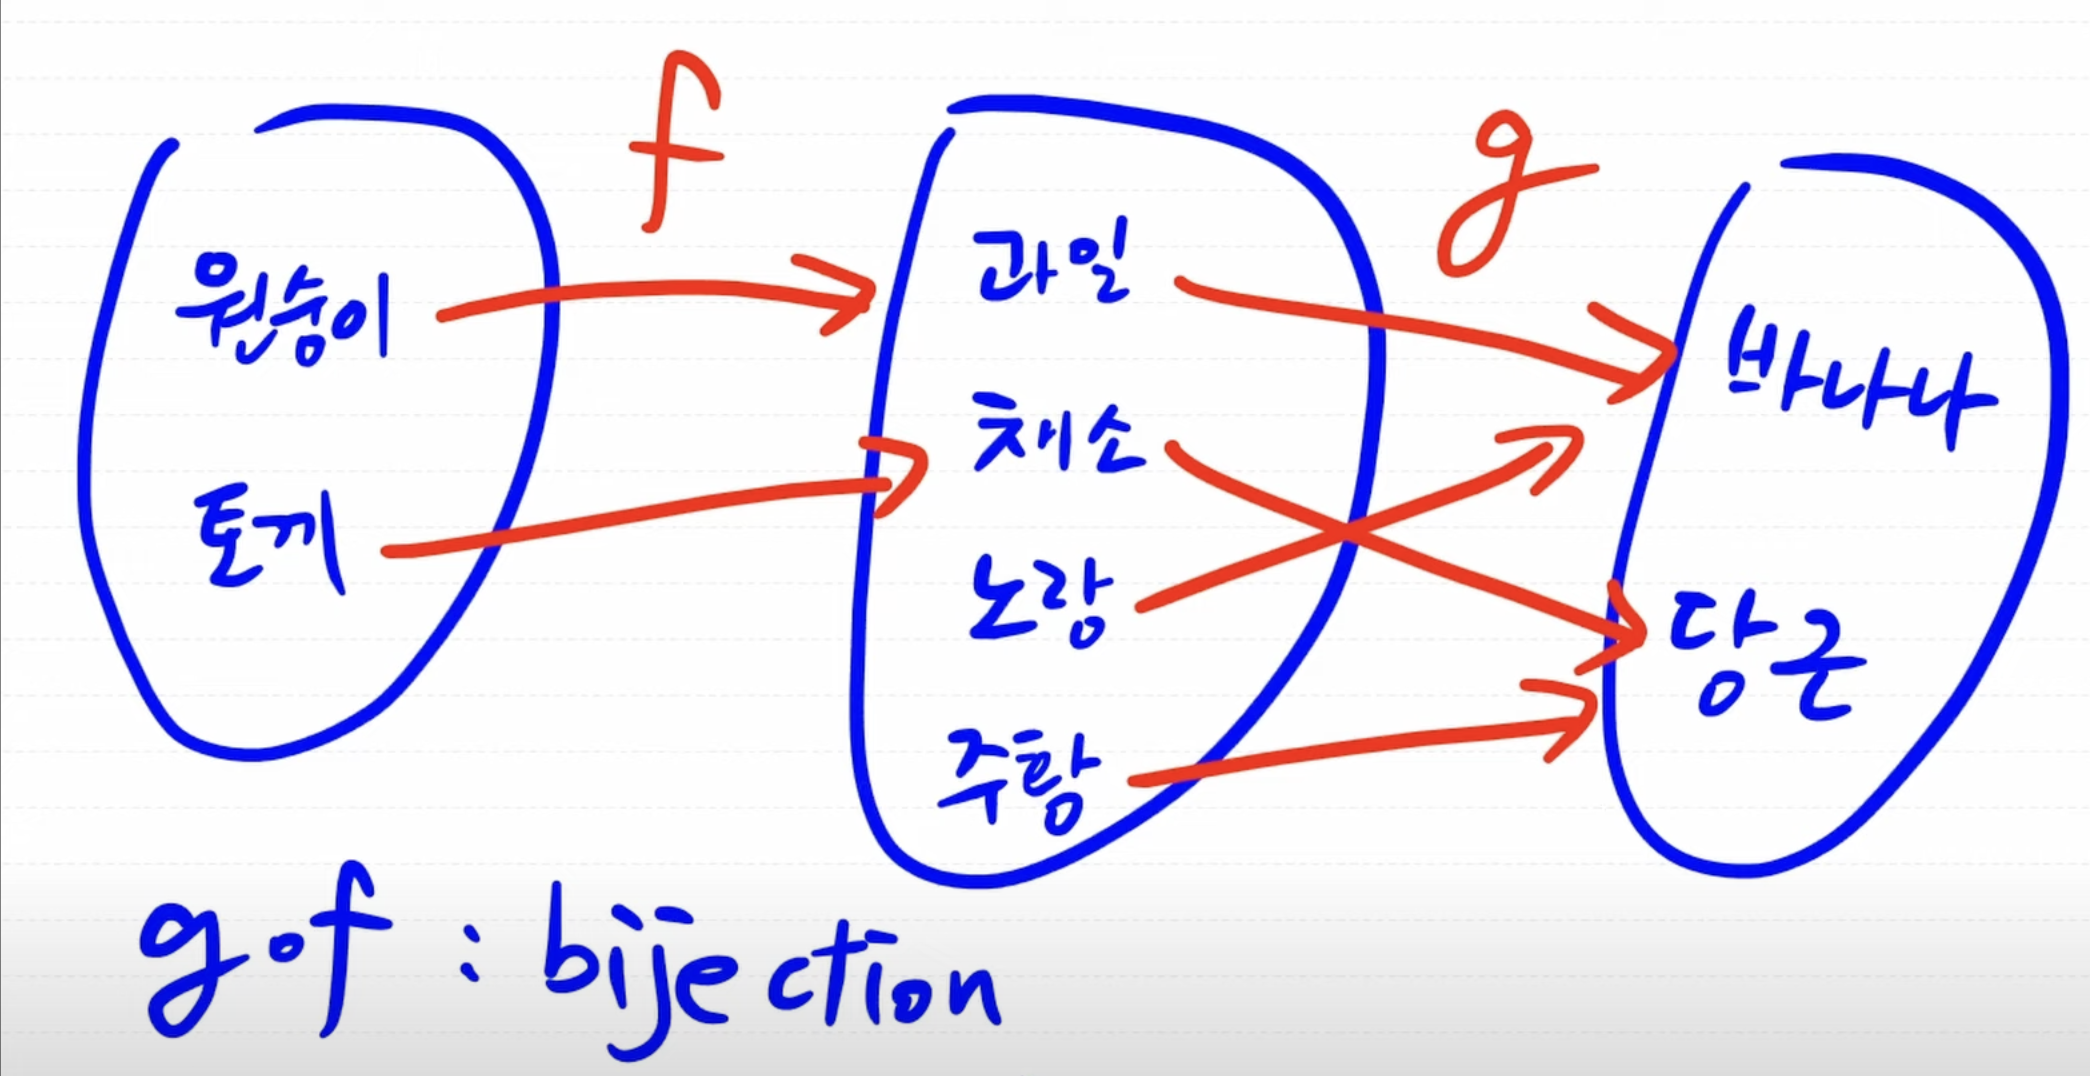 f
g
원숭이
토끼
과일
채소
노랑
주황
바나나
당근
g∘f : bijection